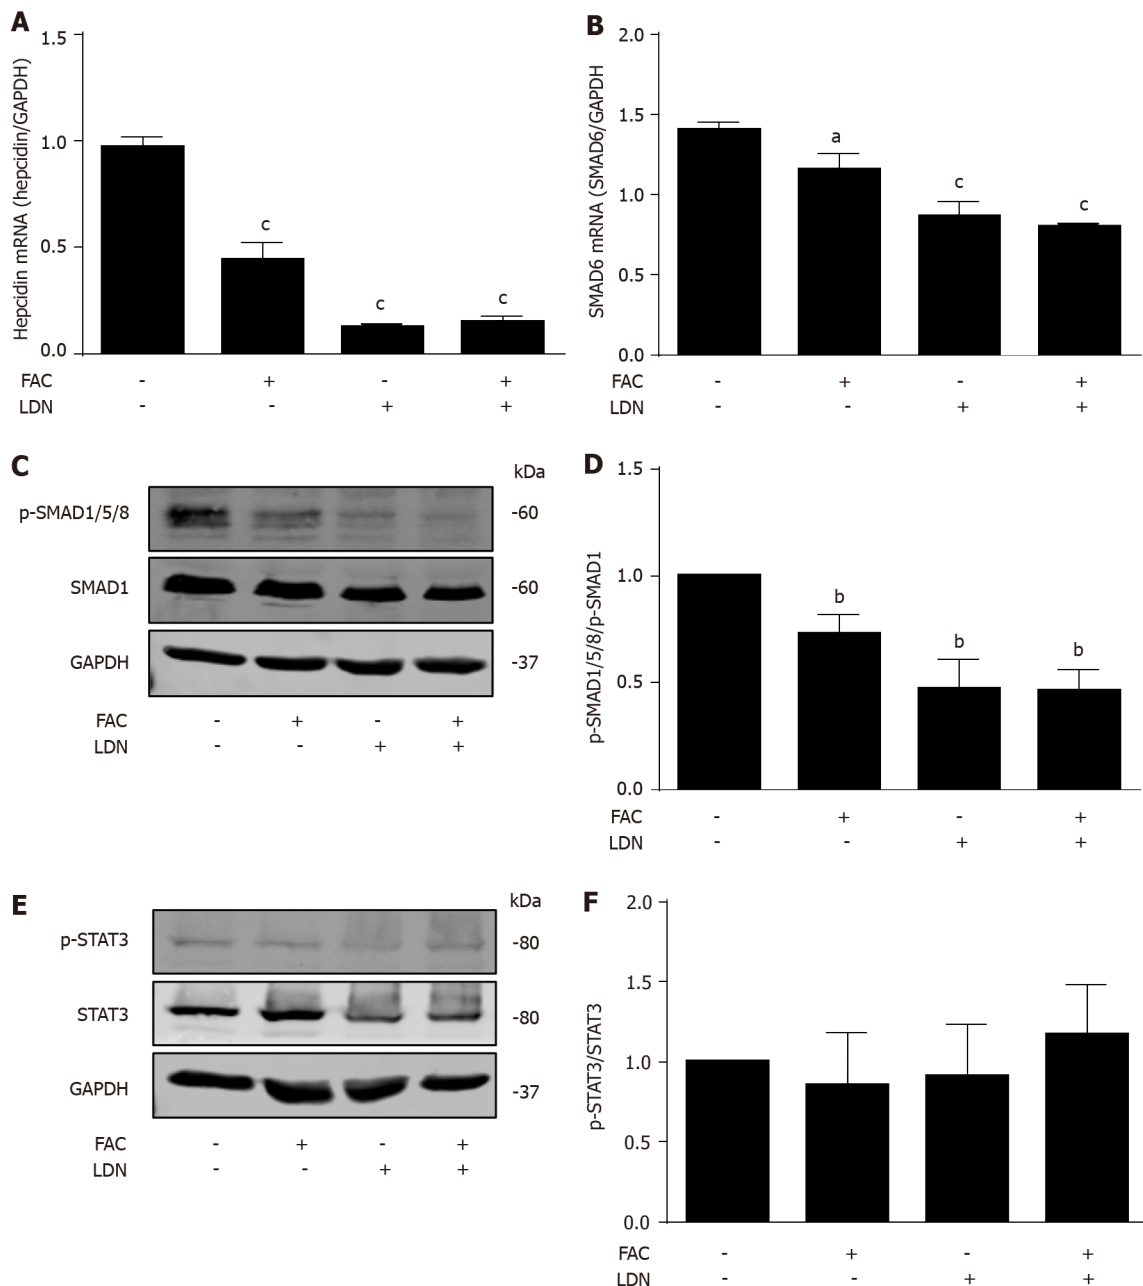 A
Hepcidin mRNA (hepcidin/GAPDH)
1.5
1.0
0.5
0.0
c
c
c
FAC - + - +
LDN - - + +
B
SMAD6 mRNA (SMAD6/GAPDH
2.0
1.5
1.0
0.5
0.0
a
c
c
FAC - + - +
LDN - - + +
C
kDa
p-SMAD1/5/8 -60
SMAD1 -60
GAPDH -37
FAC - + - +
LDN - - + +
D
p-SMAD1/5/8/p-SMAD1
1.5
1.0
0.5
0.0
b
b
b
FAC - + - +
LDN - - + +
E
kDa
p-STAT3 -80
STAT3 -80
GAPDH -37
FAC - + - +
LDN - - + +
F
p-STAT3/STAT3
2.0
1.5
1.0
0.5
0.0
FAC - + - +
LDN - - + +